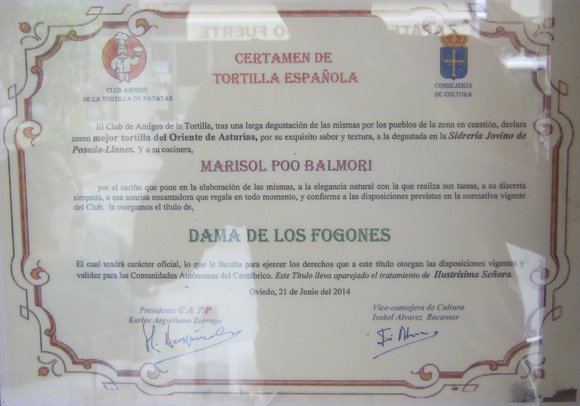 CERTAMEN DE
TORTILLA ESPAÑOLA
CLUB AMIGOS
DE LA TORTILLA DE PATATAS
CONSEJERIA
DE CULTURA
El Club de Amigos de la Tortilla, tras una larga degustación de las mismas por los pueblos de la zona en cuestión, declara
como mejor tortilla del Oriente de Asturias, por su exquisito sabor y textura, a la degustada en la Sidrería Jovino de
Posada-Llanes. Y a su cocinera,
MARISOL POO BALMORI
por el cariño que pone en la elaboración de las mismas, a la elegancia natural con la que realiza sus tareas, a su discreta
simpatía, a esa sonrisa encantadora que regala en todo momento, y conforme a las disposiciones previstas en la normativa vigente
del Club, le otorgamos el título de,
DAMA DE LOS FOGONES
El cual tendrá carácter oficial, lo que le faculta para ejercer los derechos que a este título otorgan las disposiciones vigentes y
validez para las Comunidades Autónomas del Cantábrico. Este Título lleva aparejado el tratamiento de Ilustrísima Señora.
Oviedo, 21 de Junio del 2014
Presidente C A T P
Karlos Arguiñana Zarrago
Vice-consejera de Cultura
Isabel Alvarez Rocamar